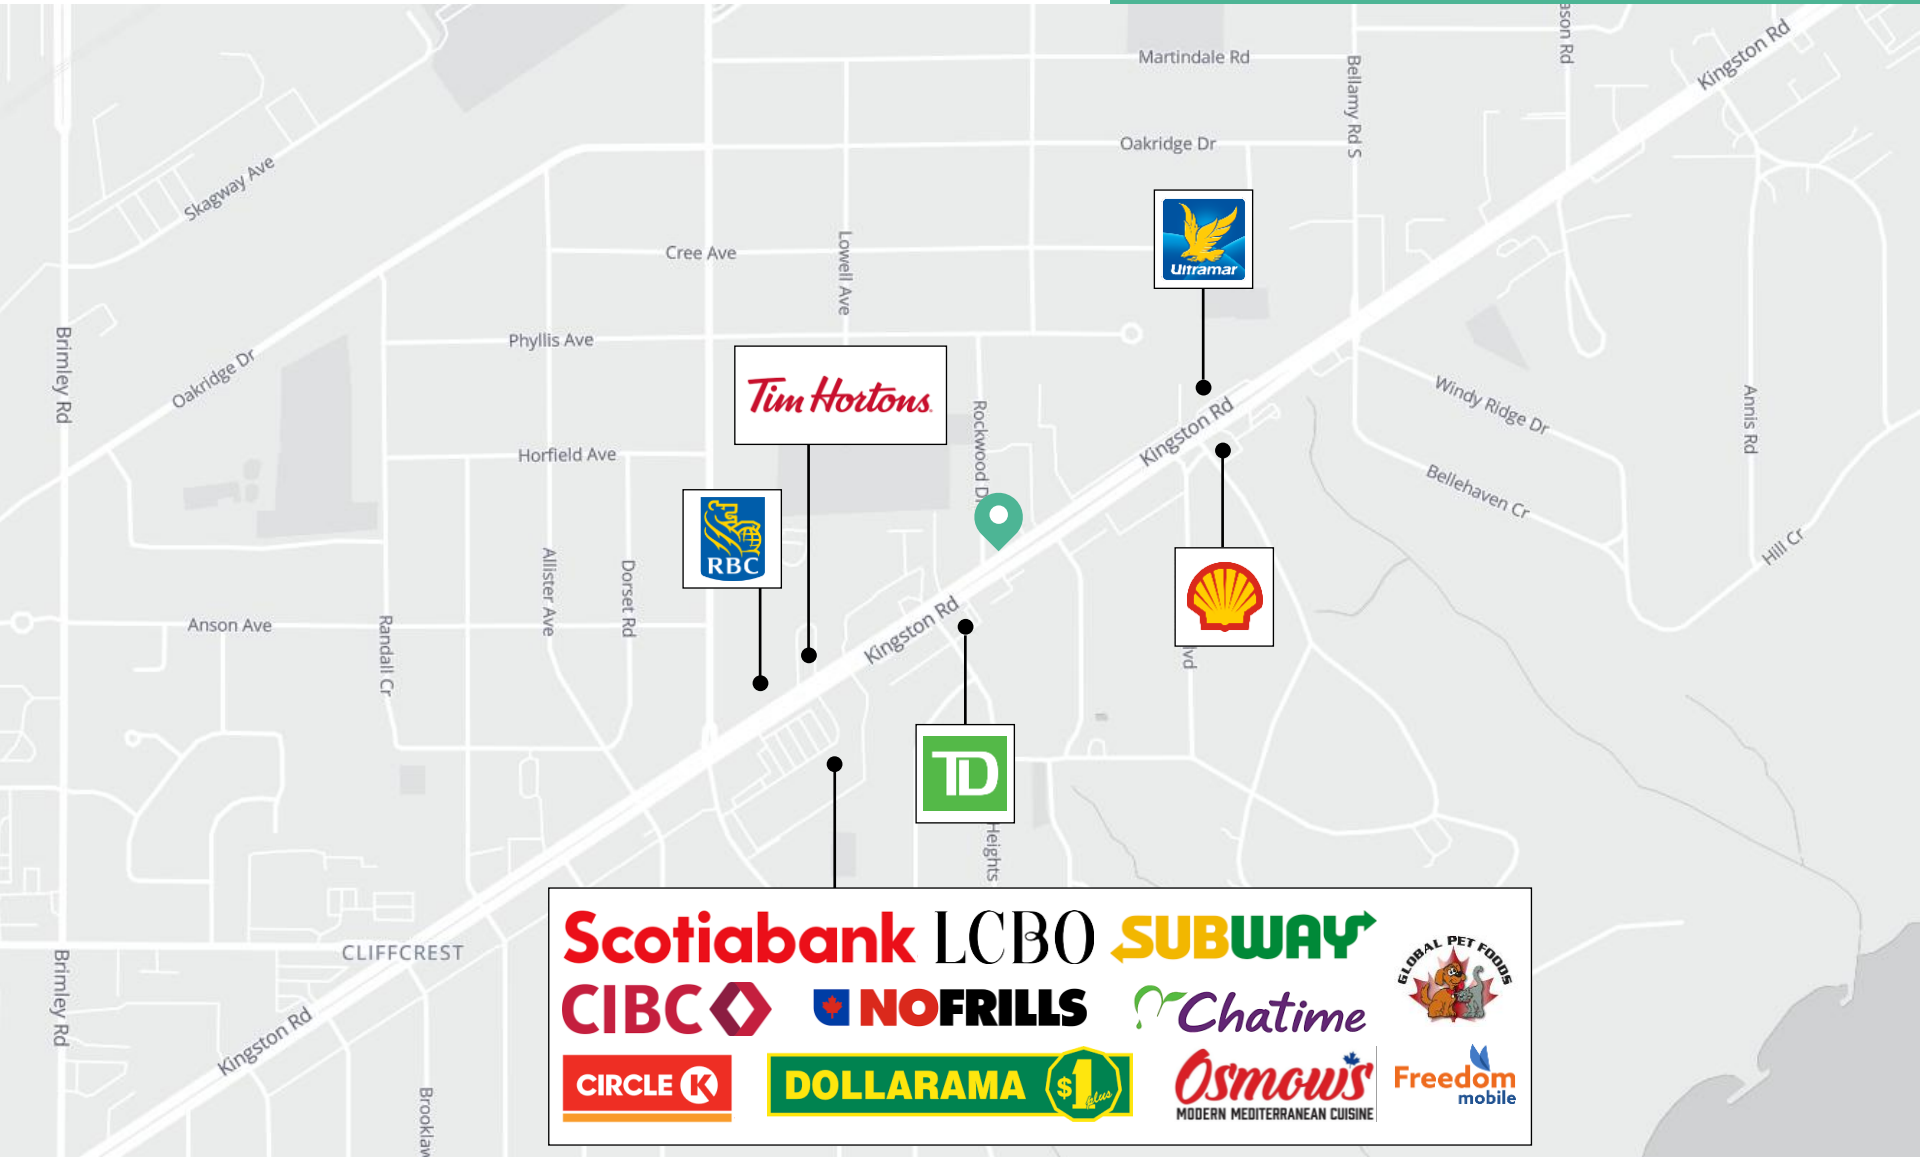 Martindale Rd
Kingston Rd
Bellamy Rd S
Oakridge Dr
Skagway Ave
Ultramar
Cree Ave
Lowell Ave
Phyllis Ave
Brimley Rd
Oakridge Dr
Tim Hortons
Rockwood
Kingston Rd
Windy Ridge Dr
Annis Rd
Horfield Ave
Bellehaven Cr
RBC
Hill Cr
Allister Ave
Dorset Rd
Anson Ave
Randall Cr
Kingston Rd
TD
Heights
CLIFFCREST
Brimley Rd
Kingston Rd
Scotiabank LCBO SUBWAY
GLOBAL PET FOODS
CIBC NOFRILLS Chatime
CIRCLE K DOLLARAMA $1 plus
Osmow's
MODERN MEDITERRANEAN CUISINE
Freedom
mobile